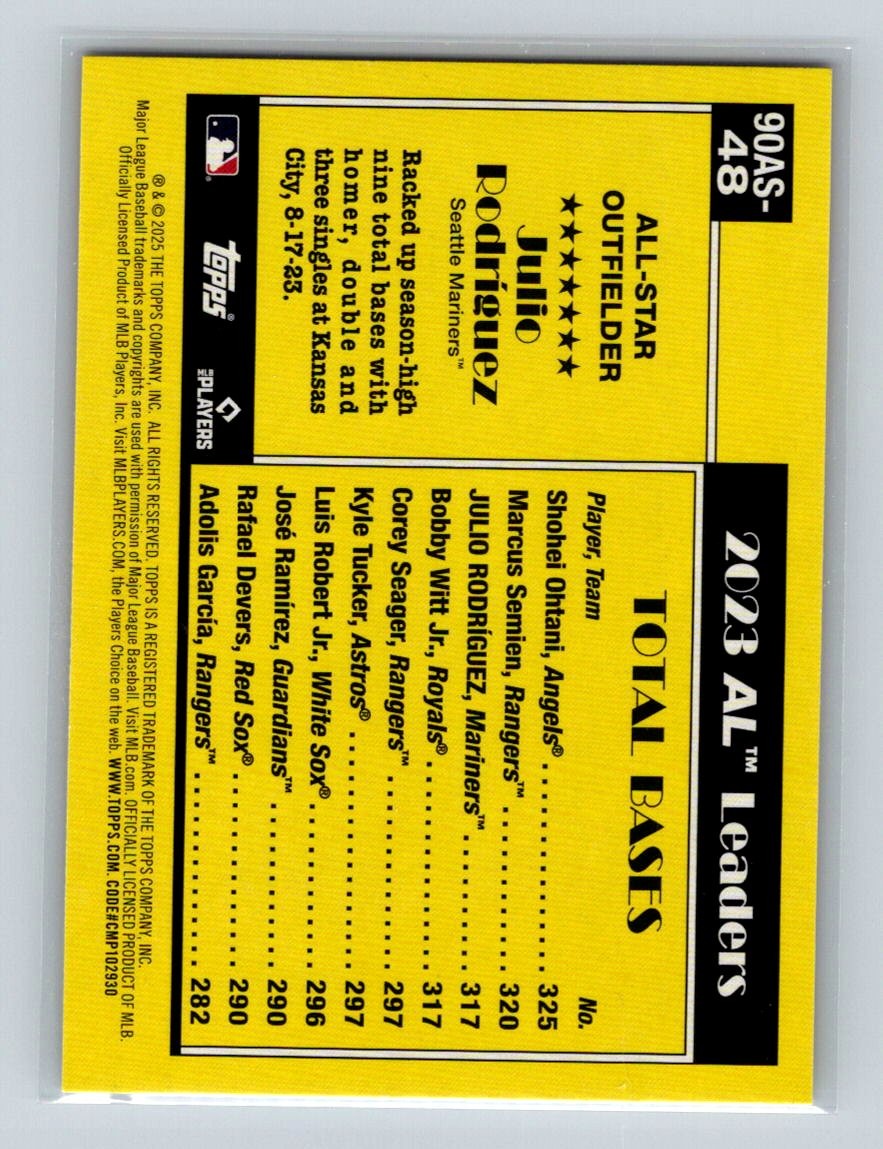 90AS-
48
ALL-STAR
OUTFIELDER
★★★★★★★
Julio
Rodríguez
Seattle Mariners™
Racked up season-high
nine total bases with
homer, double and
three singles at Kansas
City, 8-17-23.
Topps®
MLB
PLAYERS
2023 AL™ Leaders
TOTAL BASES
Player, Team No.
Shohei Ohtani, Angels® . . . . . . . . . . . . . . . . 325
Marcus Semien, Rangers™ . . . . . . . . . . . . . 320
JULIO RODRÍGUEZ, Mariners™ . . . . . . . . . . 317
Bobby Witt Jr., Royals® . . . . . . . . . . . . . . . . 317
Corey Seager, Rangers™ . . . . . . . . . . . . . . . 297
Kyle Tucker, Astros® . . . . . . . . . . . . . . . . . . 297
Luis Robert Jr., White Sox® . . . . . . . . . . . . . 296
José Ramírez, Guardians™ . . . . . . . . . . . . . 290
Rafael Devers, Red Sox® . . . . . . . . . . . . . . . 290
Adolis García, Rangers™ . . . . . . . . . . . . . . . 282
® & © 2025 THE TOPPS COMPANY, INC. ALL RIGHTS RESERVED. TOPPS IS A REGISTERED TRADEMARK OF THE TOPPS COMPANY, INC.
Major League Baseball trademarks and copyrights are used with permission of Major League Baseball. Visit MLB.com. OFFICIALLY LICENSED PRODUCT OF MLB.
Officially Licensed Product of MLB Players, Inc. Visit MLBPLAYERS.COM, the Players Choice on the web. WWW.TOPPS.COM. CODE#CMP102930